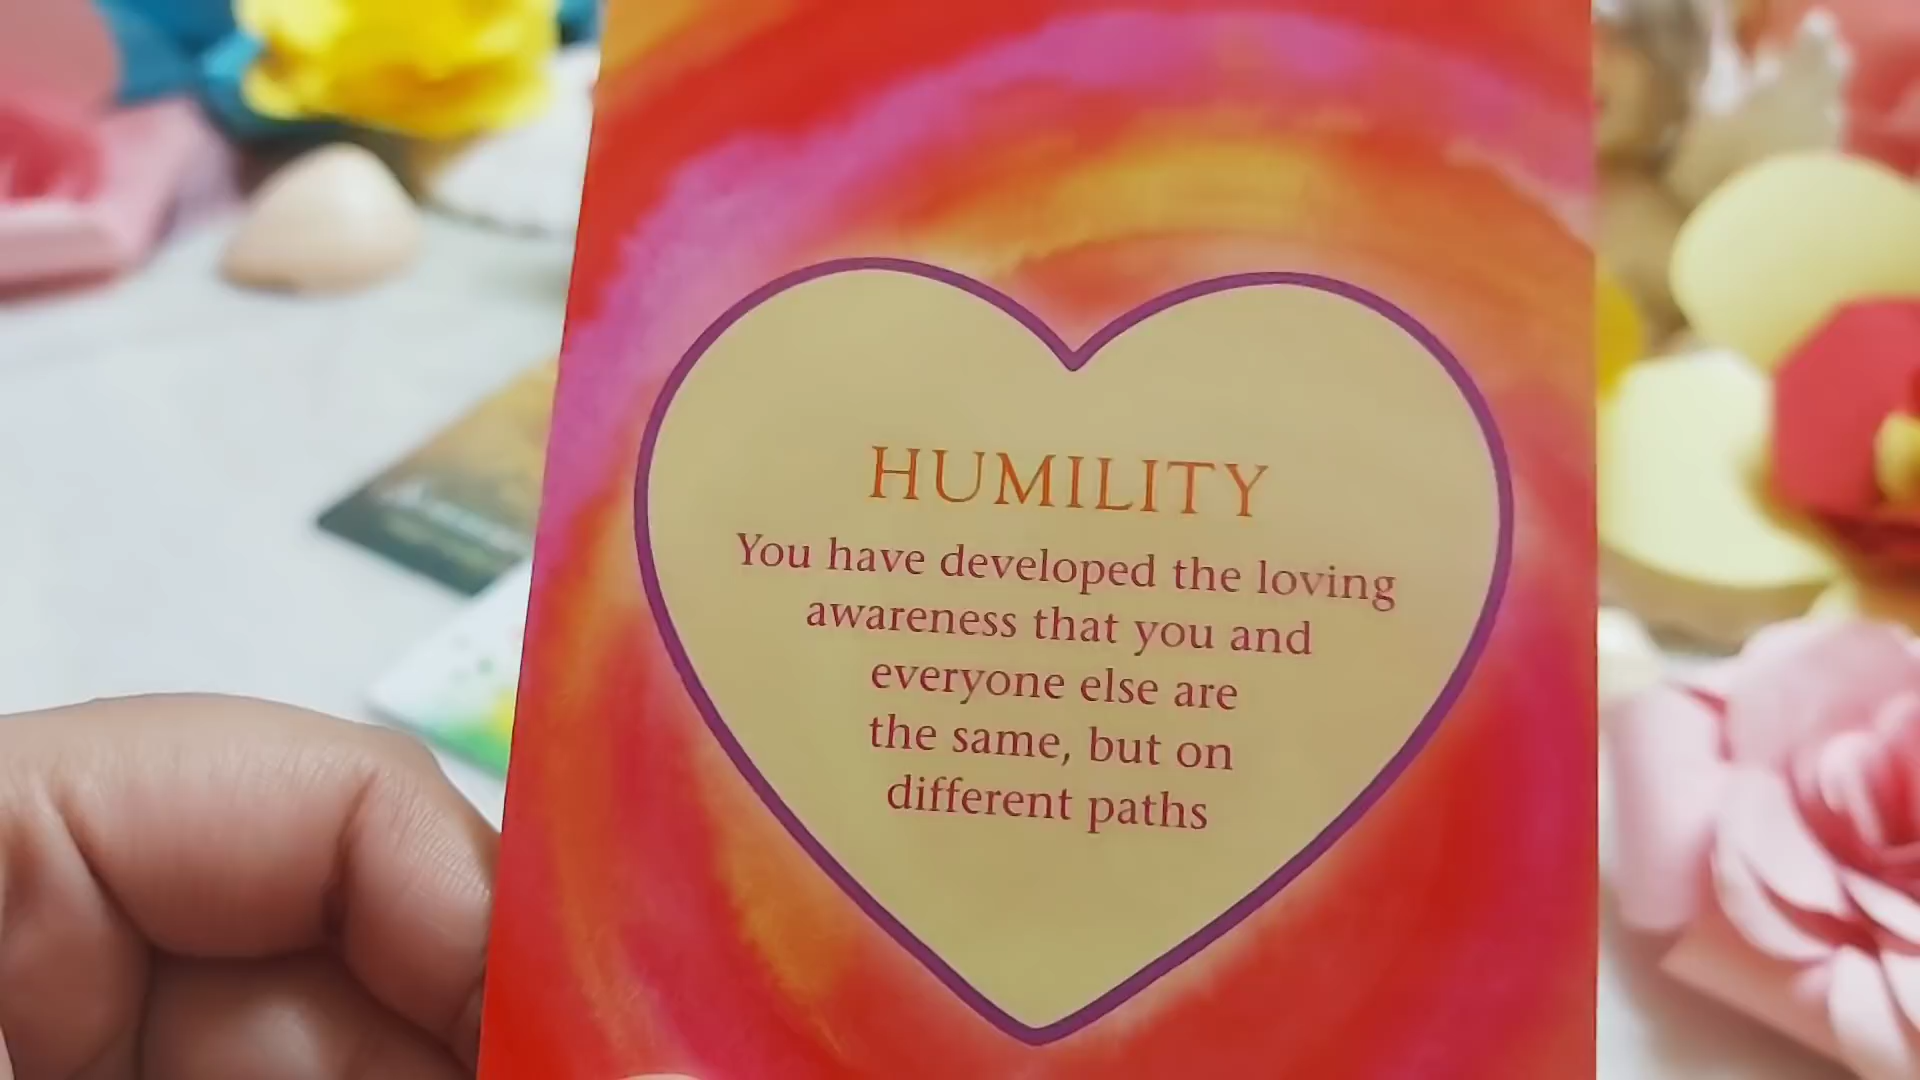 HUMILITY
You have developed the loving
awareness that you and
everyone else are
the same, but on
different paths